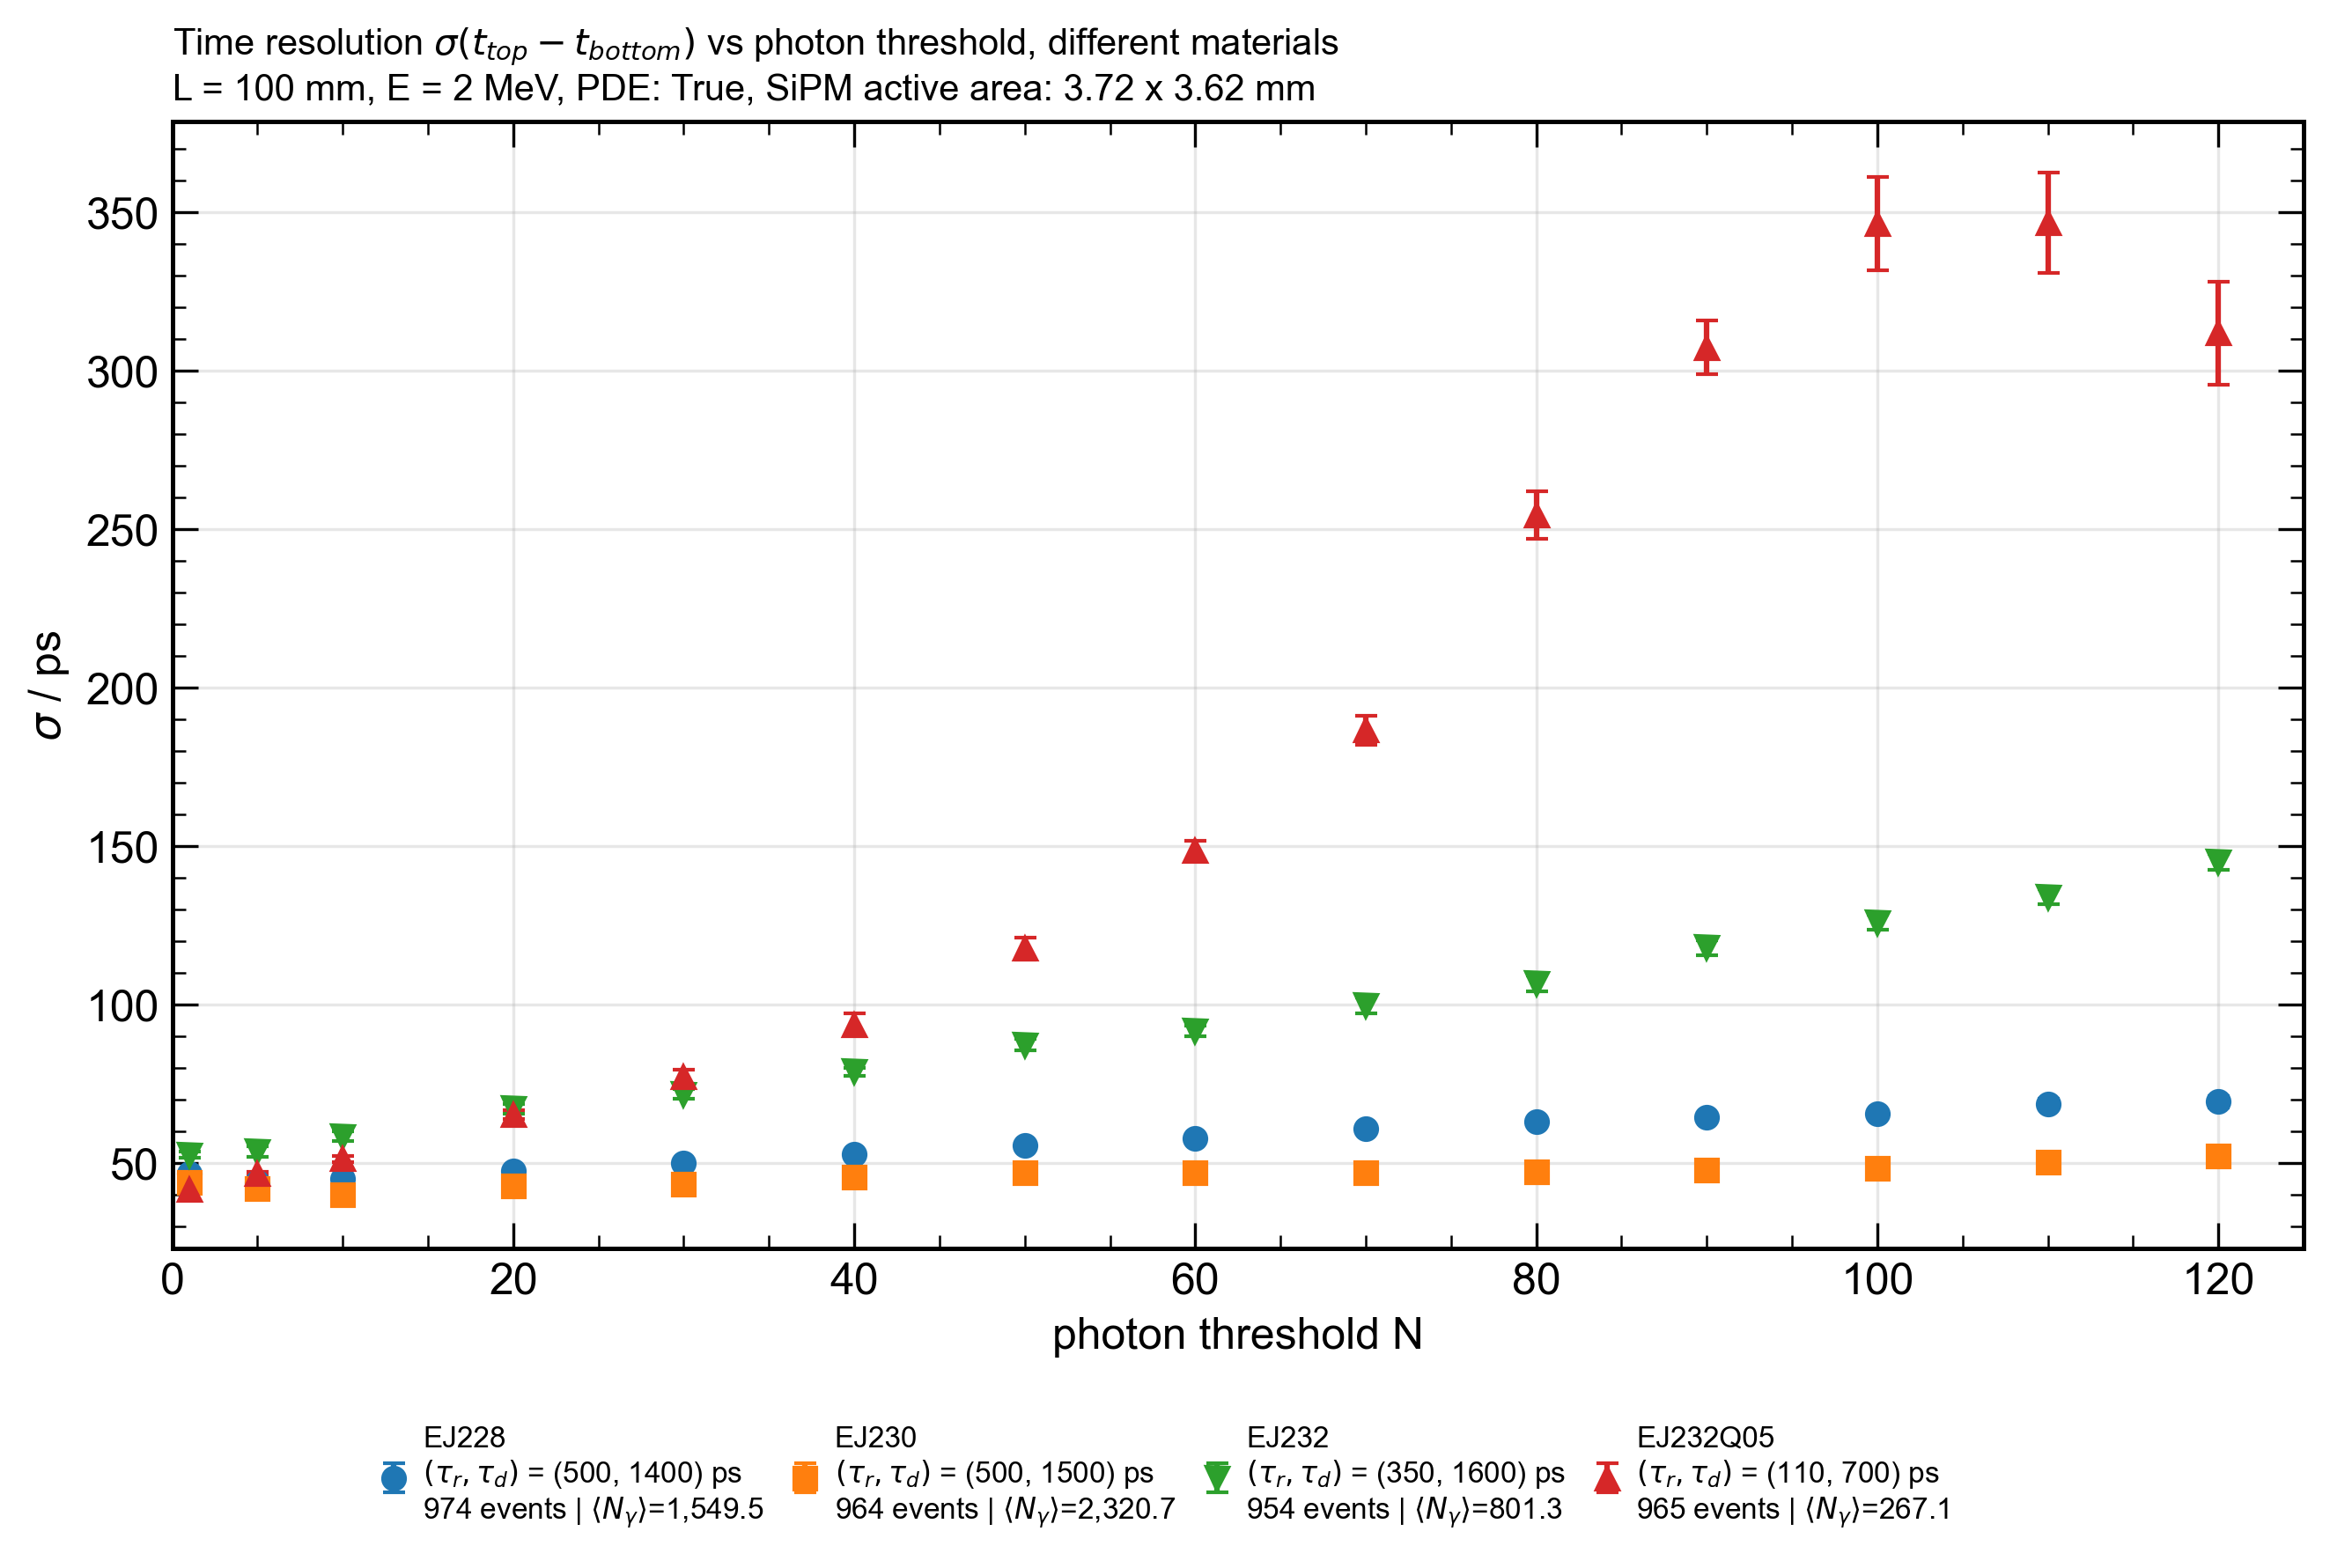 Time resolution σ(t_top − t_bottom) vs photon threshold, different materials
L = 100 mm, E = 2 MeV, PDE: True, SiPM active area: 3.72 x 3.62 mm
350
300
250
200
150
100
50
σ / ps
0 20 40 60 80 100 120
photon threshold N
EJ228
(τ_r, τ_d) = (500, 1400) ps
974 events | ⟨N_γ⟩=1,549.5
EJ230
(τ_r, τ_d) = (500, 1500) ps
964 events | ⟨N_γ⟩=2,320.7
EJ232
(τ_r, τ_d) = (350, 1600) ps
954 events | ⟨N_γ⟩=801.3
EJ232Q05
(τ_r, τ_d) = (110, 700) ps
965 events | ⟨N_γ⟩=267.1